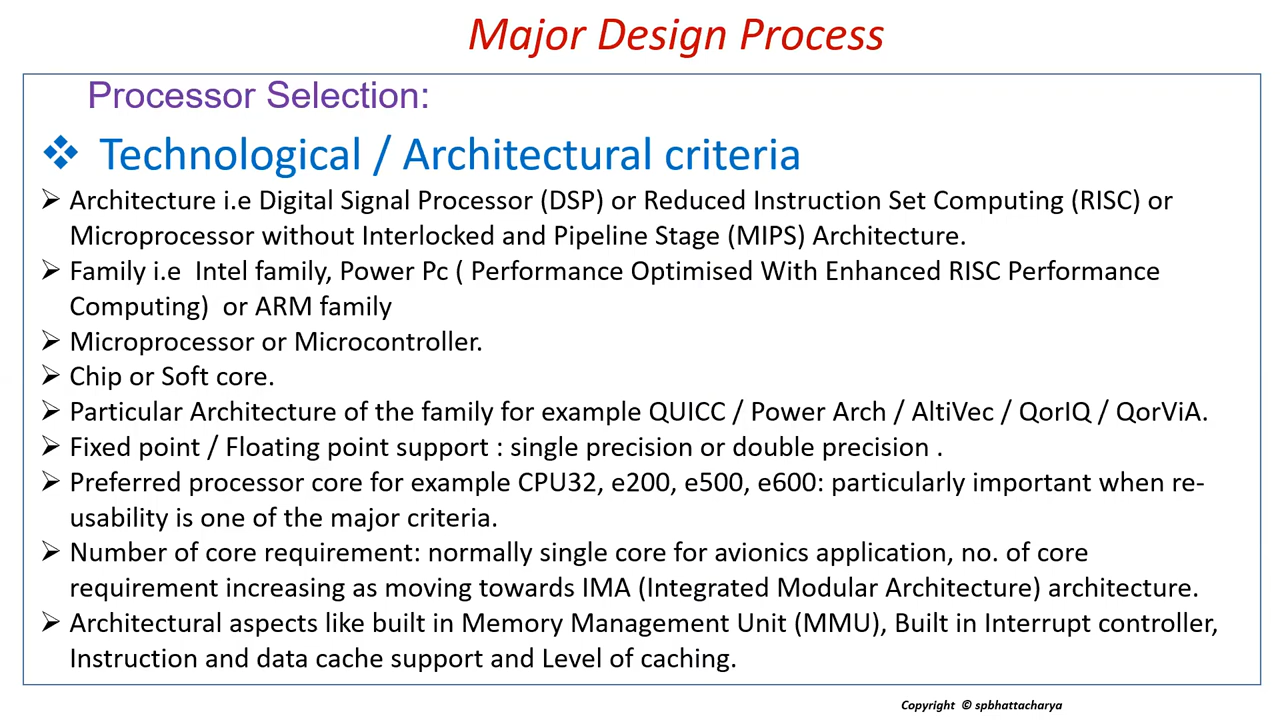 Major Design Process
Processor Selection:
❖ Technological / Architectural criteria
➢ Architecture i.e Digital Signal Processor (DSP) or Reduced Instruction Set Computing (RISC) or
Microprocessor without Interlocked and Pipeline Stage (MIPS) Architecture.
➢ Family i.e Intel family, Power Pc ( Performance Optimised With Enhanced RISC Performance
Computing) or ARM family
➢ Microprocessor or Microcontroller.
➢ Chip or Soft core.
➢ Particular Architecture of the family for example QUICC / Power Arch / AltiVec / QorIQ / QorViA.
➢ Fixed point / Floating point support : single precision or double precision .
➢ Preferred processor core for example CPU32, e200, e500, e600: particularly important when re-
usability is one of the major criteria.
➢ Number of core requirement: normally single core for avionics application, no. of core
requirement increasing as moving towards IMA (Integrated Modular Architecture) architecture.
➢ Architectural aspects like built in Memory Management Unit (MMU), Built in Interrupt controller,
Instruction and data cache support and Level of caching.
Copyright © spbhattacharya